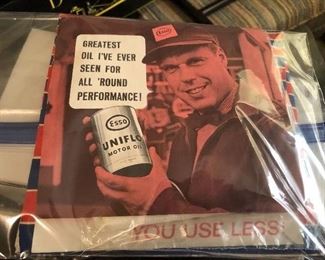 GREATEST
OIL I'VE EVER
SEEN FOR
ALL 'ROUND
PERFORMANCE!
Esso
Esso
UNIFLO
MOTOR OIL
YOU USE LESS